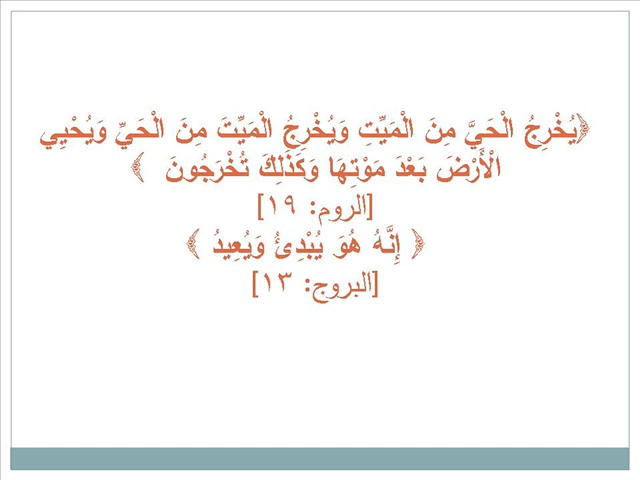 ﴿يُخْرِجُ الْحَيَّ مِنَ الْمَيِّتِ وَيُخْرِجُ الْمَيِّتَ مِنَ الْحَيِّ وَيُحْيِي
الْأَرْضَ بَعْدَ مَوْتِهَا وَكَذَلِكَ تُخْرَجُونَ ﴾
[الروم: ١٩]
﴿ إِنَّهُ هُوَ يُبْدِئُ وَيُعِيدُ ﴾
[البروج: ١٣]